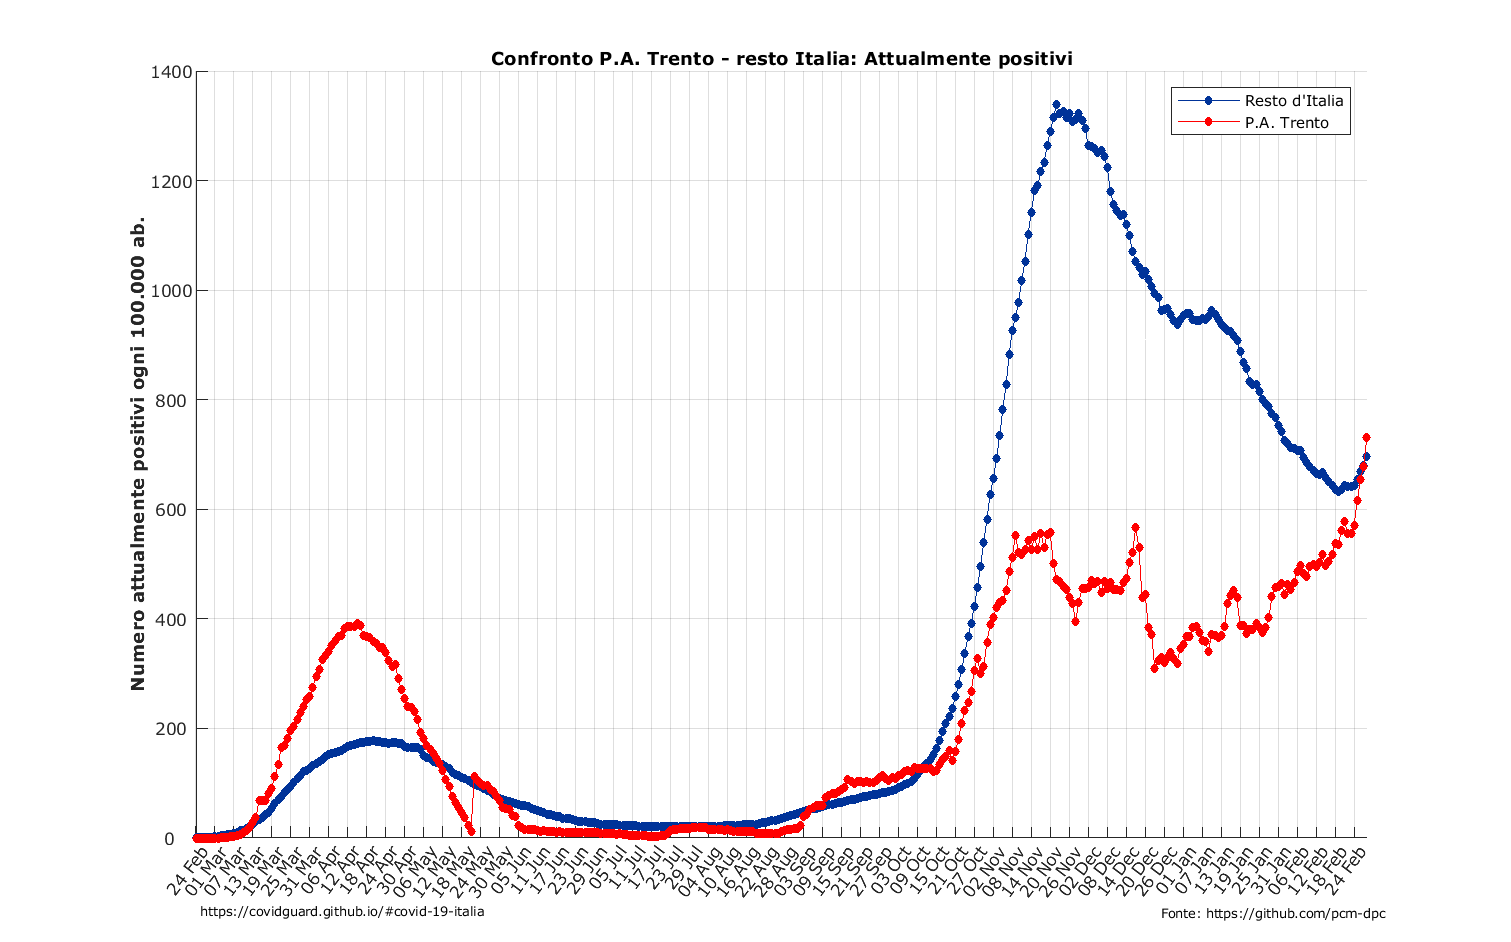 Confronto P.A. Trento - resto Italia: Attualmente positivi
Resto d'Italia
P.A. Trento
Numero attualmente positivi ogni 100.000 ab.
1400
1200
1000
800
600
400
200
0
24 Feb
01 Mar
07 Mar
13 Mar
19 Mar
25 Mar
31 Mar
06 Apr
12 Apr
18 Apr
24 Apr
30 Apr
06 May
12 May
18 May
24 May
30 May
05 Jun
11 Jun
17 Jun
23 Jun
29 Jun
05 Jul
11 Jul
17 Jul
23 Jul
29 Jul
04 Aug
10 Aug
16 Aug
22 Aug
28 Aug
03 Sep
09 Sep
15 Sep
21 Sep
27 Sep
03 Oct
09 Oct
15 Oct
21 Oct
27 Oct
02 Nov
08 Nov
14 Nov
20 Nov
26 Nov
02 Dec
08 Dec
14 Dec
20 Dec
26 Dec
01 Jan
07 Jan
13 Jan
19 Jan
25 Jan
31 Jan
06 Feb
12 Feb
18 Feb
24 Feb
https://covidguard.github.io/#covid-19-italia
Fonte: https://github.com/pcm-dpc